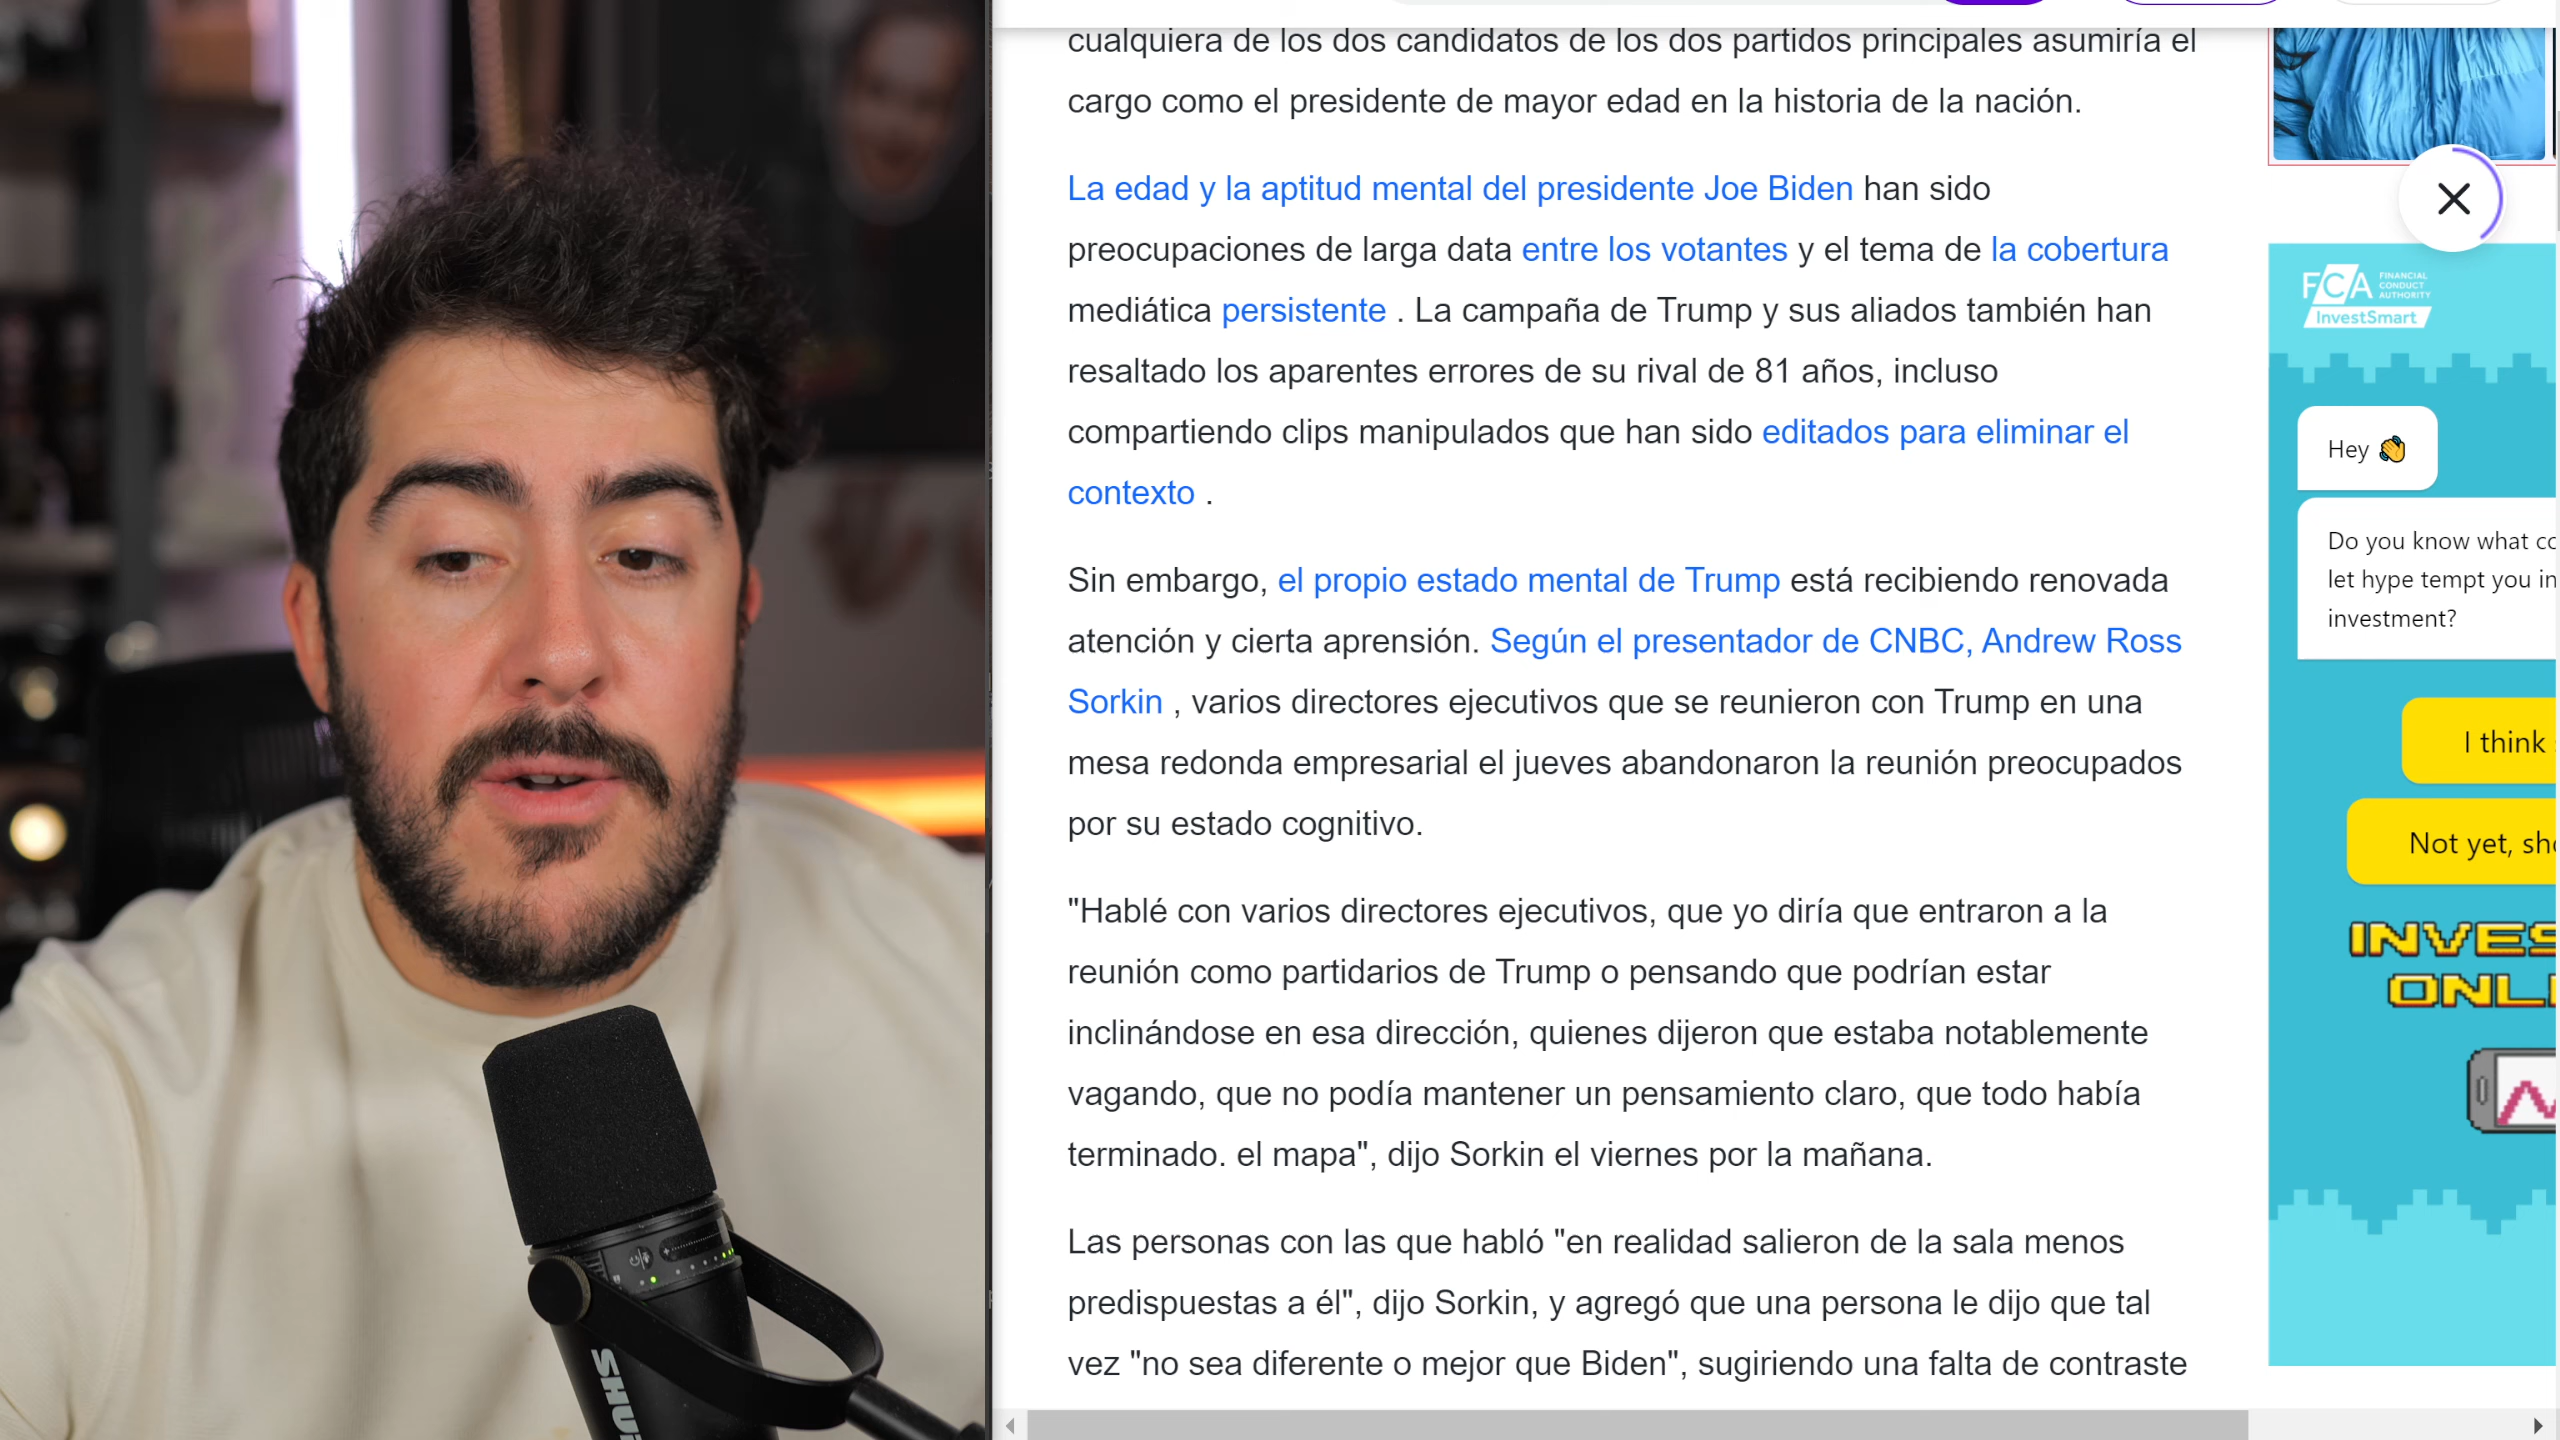 cualquiera de los dos candidatos de los dos partidos principales asumiría el
cargo como el presidente de mayor edad en la historia de la nación.
La edad y la aptitud mental del presidente Joe Biden han sido
preocupaciones de larga data entre los votantes y el tema de la cobertura
mediática persistente . La campaña de Trump y sus aliados también han
resaltado los aparentes errores de su rival de 81 años, incluso
compartiendo clips manipulados que han sido editados para eliminar el
contexto .
Sin embargo, el propio estado mental de Trump está recibiendo renovada
atención y cierta aprensión. Según el presentador de CNBC, Andrew Ross
Sorkin , varios directores ejecutivos que se reunieron con Trump en una
mesa redonda empresarial el jueves abandonaron la reunión preocupados
por su estado cognitivo.
"Hablé con varios directores ejecutivos, que yo diría que entraron a la
reunión como partidarios de Trump o pensando que podrían estar
inclinándose en esa dirección, quienes dijeron que estaba notablemente
vagando, que no podía mantener un pensamiento claro, que todo había
terminado. el mapa", dijo Sorkin el viernes por la mañana.
Las personas con las que habló "en realidad salieron de la sala menos
predispuestas a él", dijo Sorkin, y agregó que una persona le dijo que tal
vez "no sea diferente o mejor que Biden", sugiriendo una falta de contraste
FCA FINANCIAL
CONDUCT
AUTHORITY
InvestSmart
Hey 👋
Do you know what
let hype tempt you
investment?
I think
Not yet,
SHU